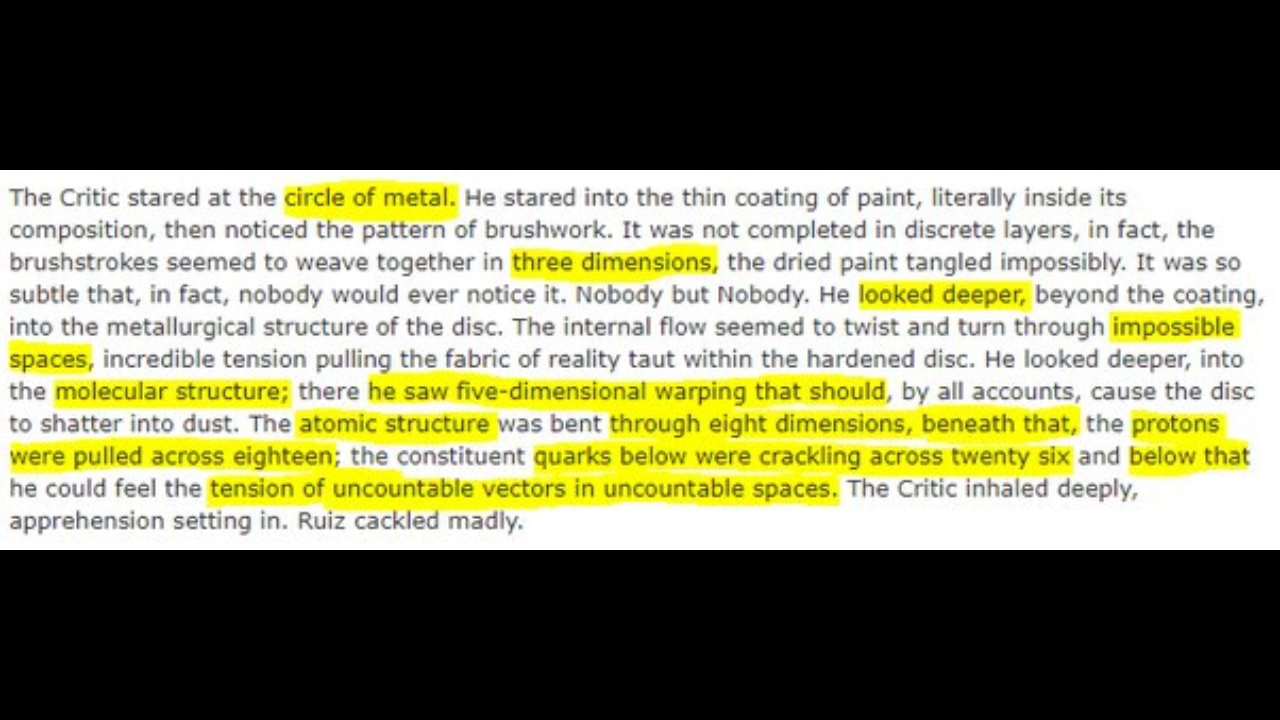 The Critic stared at the circle of metal. He stared into the thin coating of paint, literally inside its
composition, then noticed the pattern of brushwork. It was not completed in discrete layers, in fact, the
brushstrokes seemed to weave together in three dimensions, the dried paint tangled impossibly. It was so
subtle that, in fact, nobody would ever notice it. Nobody but Nobody. He looked deeper, beyond the coating,
into the metallurgical structure of the disc. The internal flow seemed to twist and turn through impossible
spaces, incredible tension pulling the fabric of reality taut within the hardened disc. He looked deeper, into
the molecular structure; there he saw five-dimensional warping that should, by all accounts, cause the disc
to shatter into dust. The atomic structure was bent through eight dimensions, beneath that, the protons
were pulled across eighteen; the constituent quarks below were crackling across twenty six and below that
he could feel the tension of uncountable vectors in uncountable spaces. The Critic inhaled deeply,
apprehension setting in. Ruiz cackled madly.